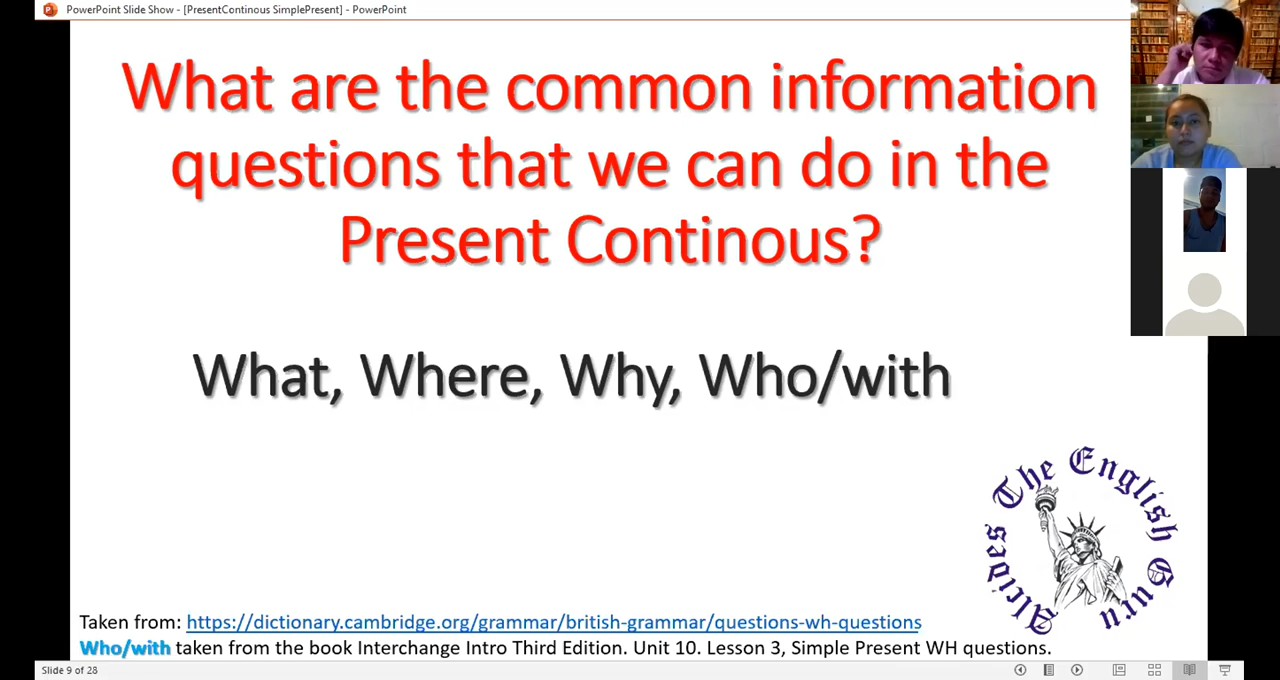 PowerPoint Slide Show - [PresentContinous SimplePresent] - PowerPoint
What are the common information
questions that we can do in the
Present Continous?
What, Where, Why, Who/with
Alcides The English Guru
Taken from: https://dictionary.cambridge.org/grammar/british-grammar/questions-wh-questions
Who/with taken from the book Interchange Intro Third Edition. Unit 10. Lesson 3, Simple Present WH questions.
Slide 9 of 28